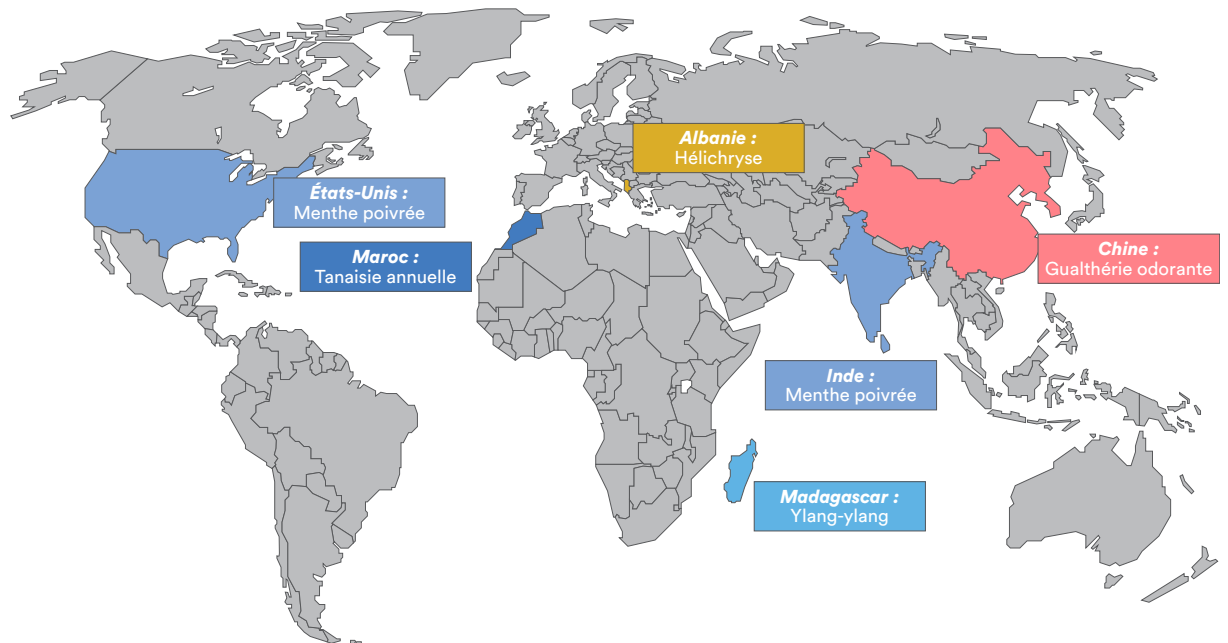 Albanie :
Hélichryse
États-Unis :
Menthe poivrée
Maroc :
Tanaisie annuelle
Chine :
Gualthérie odorante
Inde :
Menthe poivrée
Madagascar :
Ylang-ylang